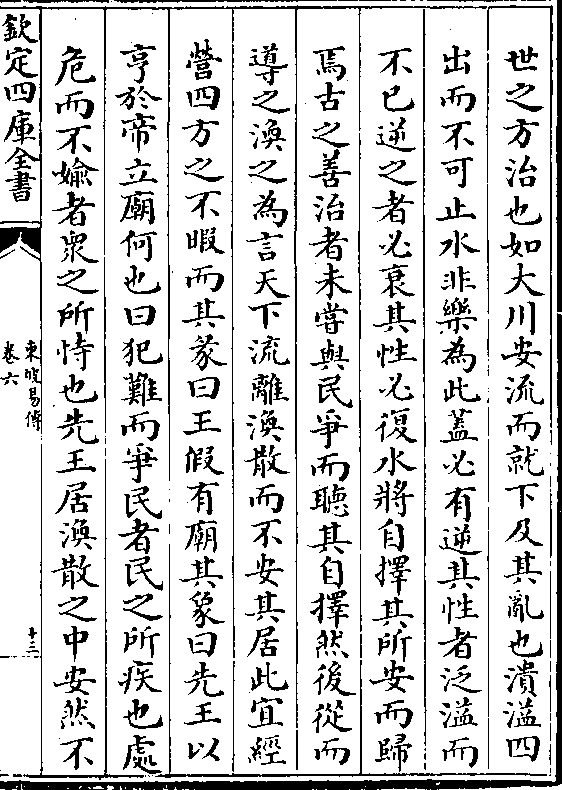 世之方治也如大川安流而就下及其亂也潰溢四
出而不可止水非樂為此蓋必有逆其性者泛溢而
不已逆之者必衰其性必復水將自擇其所安而歸
焉古之善治者未嘗與民爭而聽其自擇然後從而
導之渙之為言天下流離渙散而不安其居此宜經
營四方之不暇而其彖曰王假有廟其象曰先王以
亨於帝立廟何也曰犯難而爭民者民之所疾也處
危而不婾者衆之所恃也先王居渙散之中安然不
欽定四庫全書
東坡易傳
卷六
十三